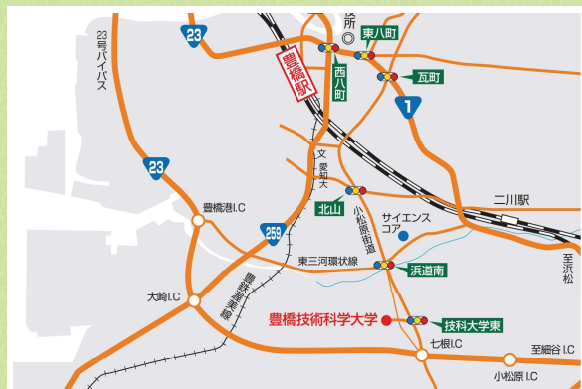 役所
東八町
23
23号バイパス
豊橋駅
西八町
瓦町
1
文
愛知大
23
北山
二川駅
小松原街道
サイエンス
コア
豊橋港I.C
259
東三河環状線
浜道南
至浜松
大崎I.C
豊鉄渥美線
豊橋技術科学大学
技科大学東
七根I.C
至細谷I.C
小松原I.C